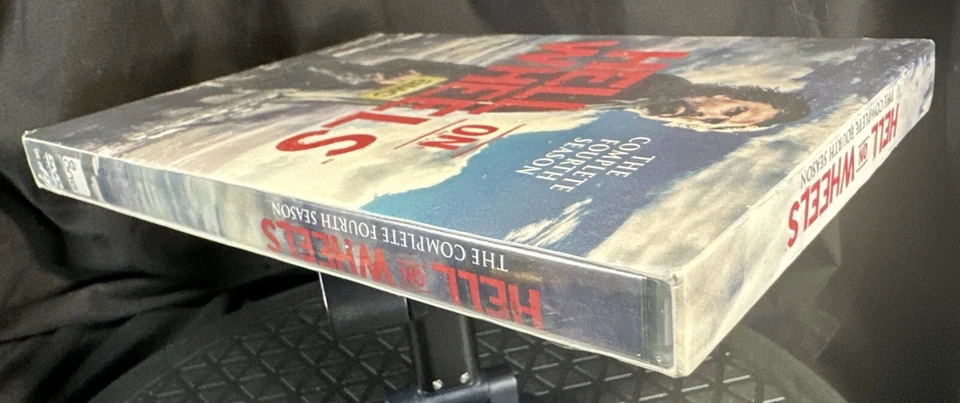 HELL
ON
WHEELS
THE
COMPLETE
FOURTH
SEASON
HELL ON WHEELS
THE COMPLETE FOURTH SEASON
HELL ON WHEELS
THE COMPLETE FOURTH SEASON